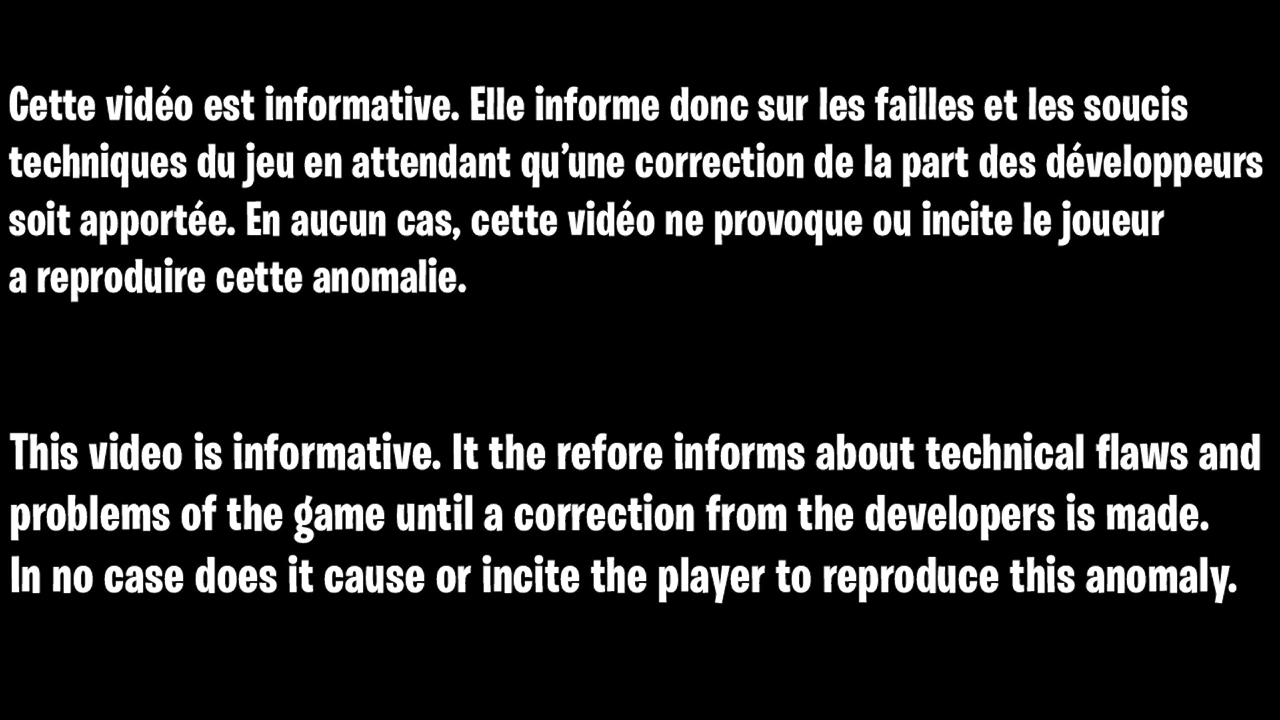 Cette vidéo est informative. Elle informe donc sur les failles et les soucis
techniques du jeu en attendant qu'une correction de la part des développeurs
soit apportée. En aucun cas, cette vidéo ne provoque ou incite le joueur
a reproduire cette anomalie.
This video is informative. It the refore informs about technical flaws and
problems of the game until a correction from the developers is made.
In no case does it cause or incite the player to reproduce this anomaly.